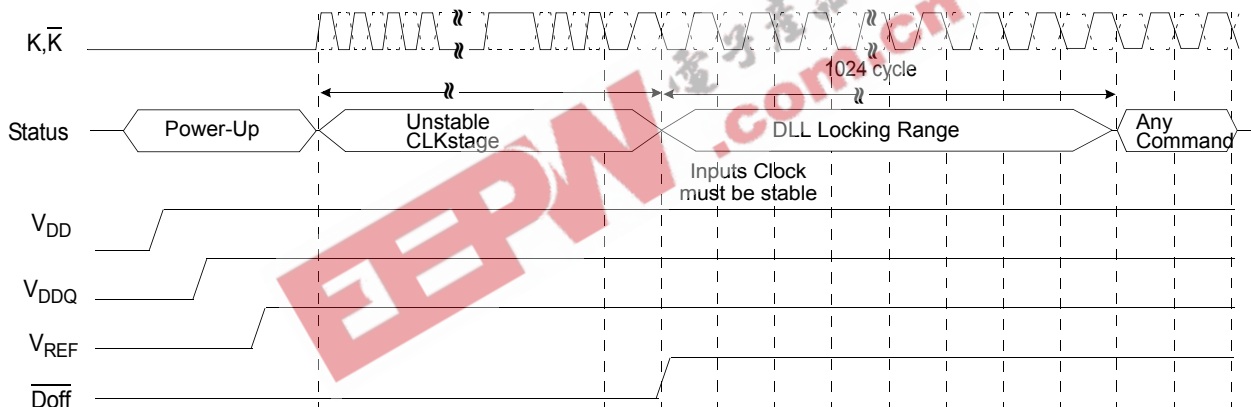 K,K̅
1024 cycle
Status
Power-Up
Unstable
CLKstage
DLL Locking Range
Any
Command
Inputs Clock
must be stable
VDD
VDDQ
VREF
D̅o̅f̅f̅
EEPW
.com.cn